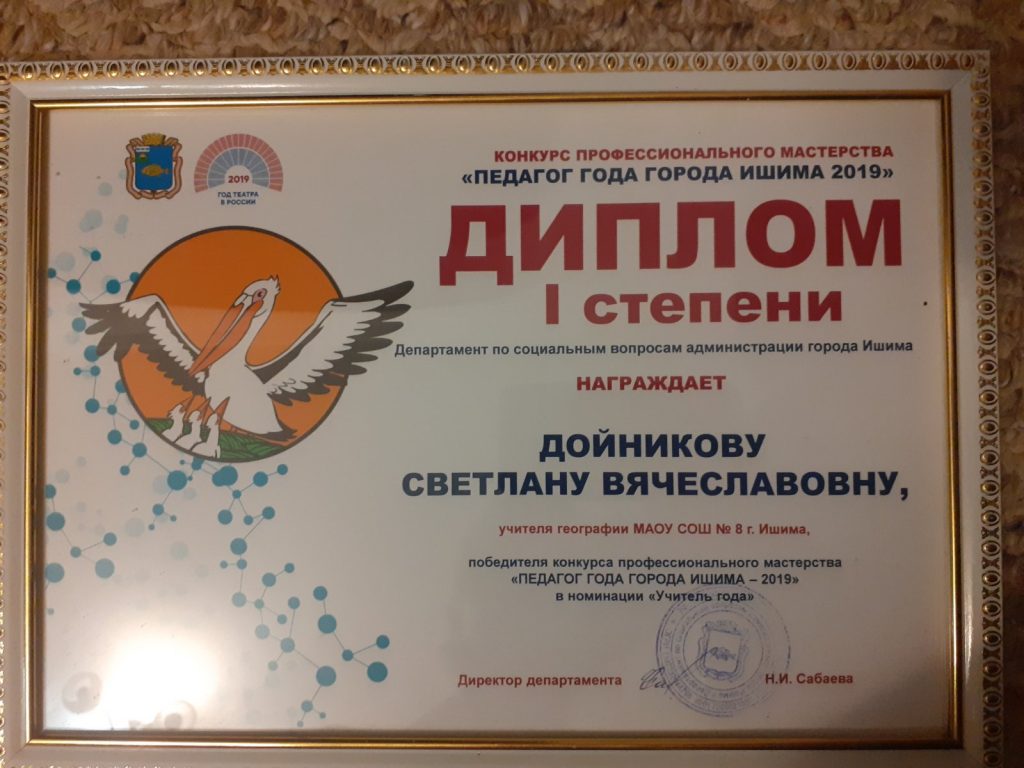 2019
ГОД ТЕАТРА
В РОССИИ
КОНКУРС ПРОФЕССИОНАЛЬНОГО МАСТЕРСТВА
«ПЕДАГОГ ГОДА ГОРОДА ИШИМА 2019»
ДИПЛОМ
I степени
Департамент по социальным вопросам администрации города Ишима
НАГРАЖДАЕТ
ДОЙНИКОВУ
СВЕТЛАНУ ВЯЧЕСЛАВОВНУ,
учителя географии МАОУ СОШ № 8 г. Ишима,
победителя конкурса профессионального мастерства
«ПЕДАГОГ ГОДА ГОРОДА ИШИМА – 2019»
в номинации «Учитель года»
Директор департамента
Н.И. Сабаева